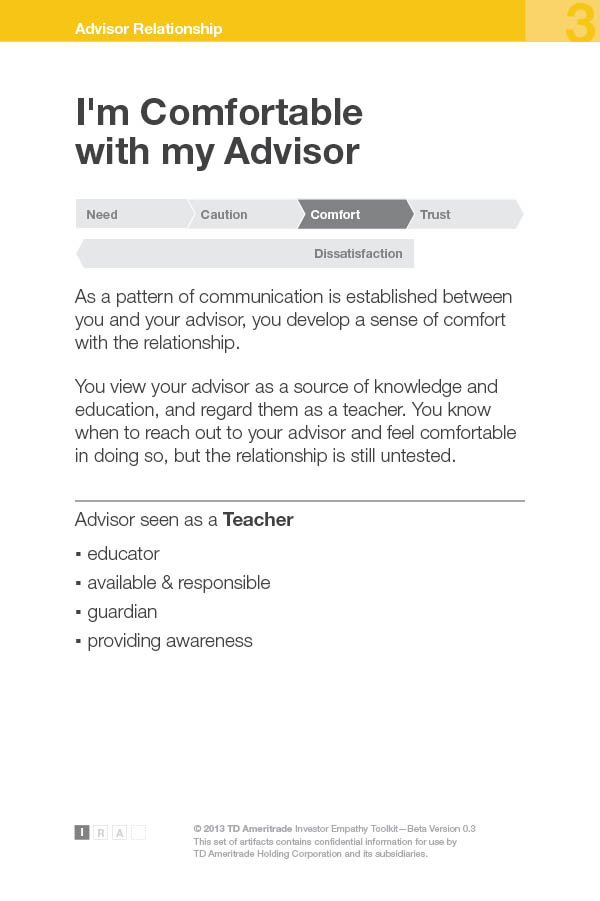 Advisor Relationship
3
I'm Comfortable
with my Advisor
Need
Caution
Comfort
Trust
Dissatisfaction
As a pattern of communication is established between
you and your advisor, you develop a sense of comfort
with the relationship.
You view your advisor as a source of knowledge and
education, and regard them as a teacher. You know
when to reach out to your advisor and feel comfortable
in doing so, but the relationship is still untested.
Advisor seen as a Teacher
▪ educator
▪ available & responsible
▪ guardian
▪ providing awareness
I R A
© 2013 TD Ameritrade Investor Empathy Toolkit—Beta Version 0.3
This set of artifacts contains confidential information for use by
TD Ameritrade Holding Corporation and its subsidiaries.